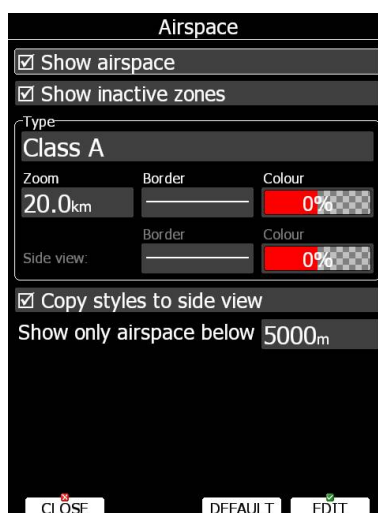 Airspace
Show airspace
Show inactive zones
Type
Class A
Zoom Border Colour
20.0km 0%
Border Colour
Side view: 0%
Copy styles to side view
Show only airspace below 5000m
CLOSE DEFAULT EDIT